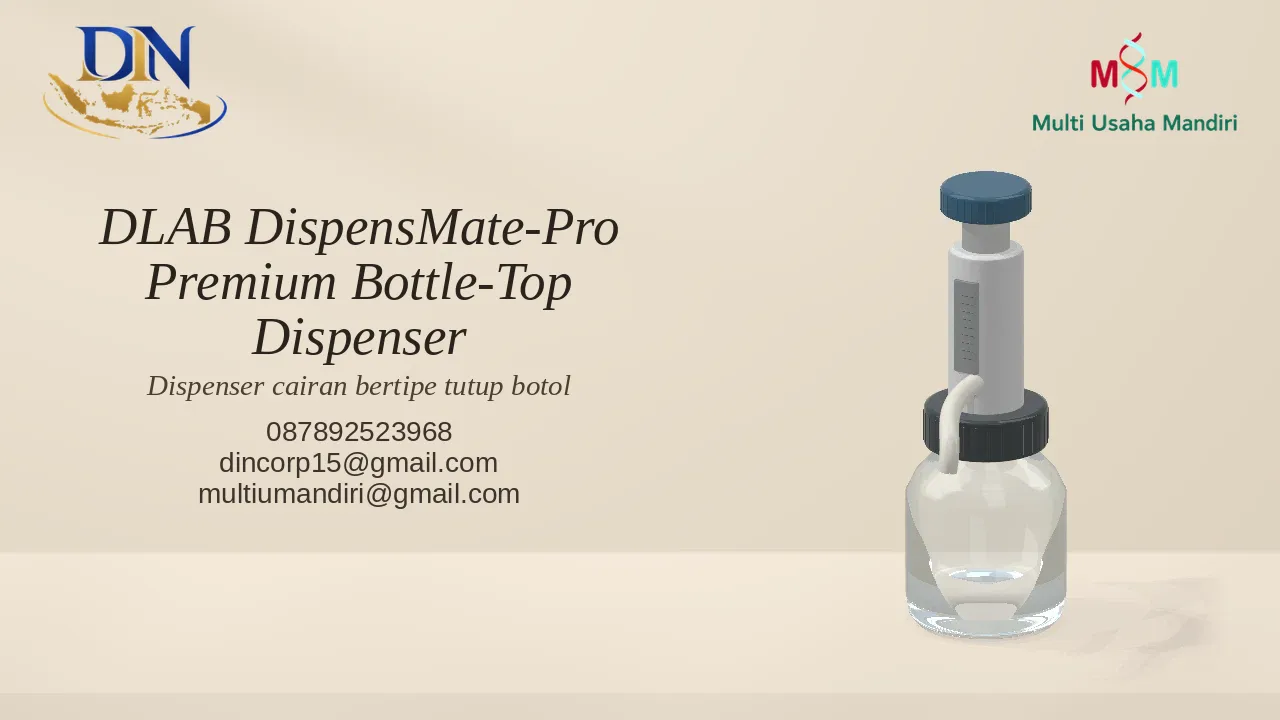 DN
M M
Multi Usaha Mandiri
DLAB DispensMate-Pro
Premium Bottle-Top
Dispenser
Dispenser cairan bertipe tutup botol
087892523968
dincorp15@gmail.com
multiumandiri@gmail.com